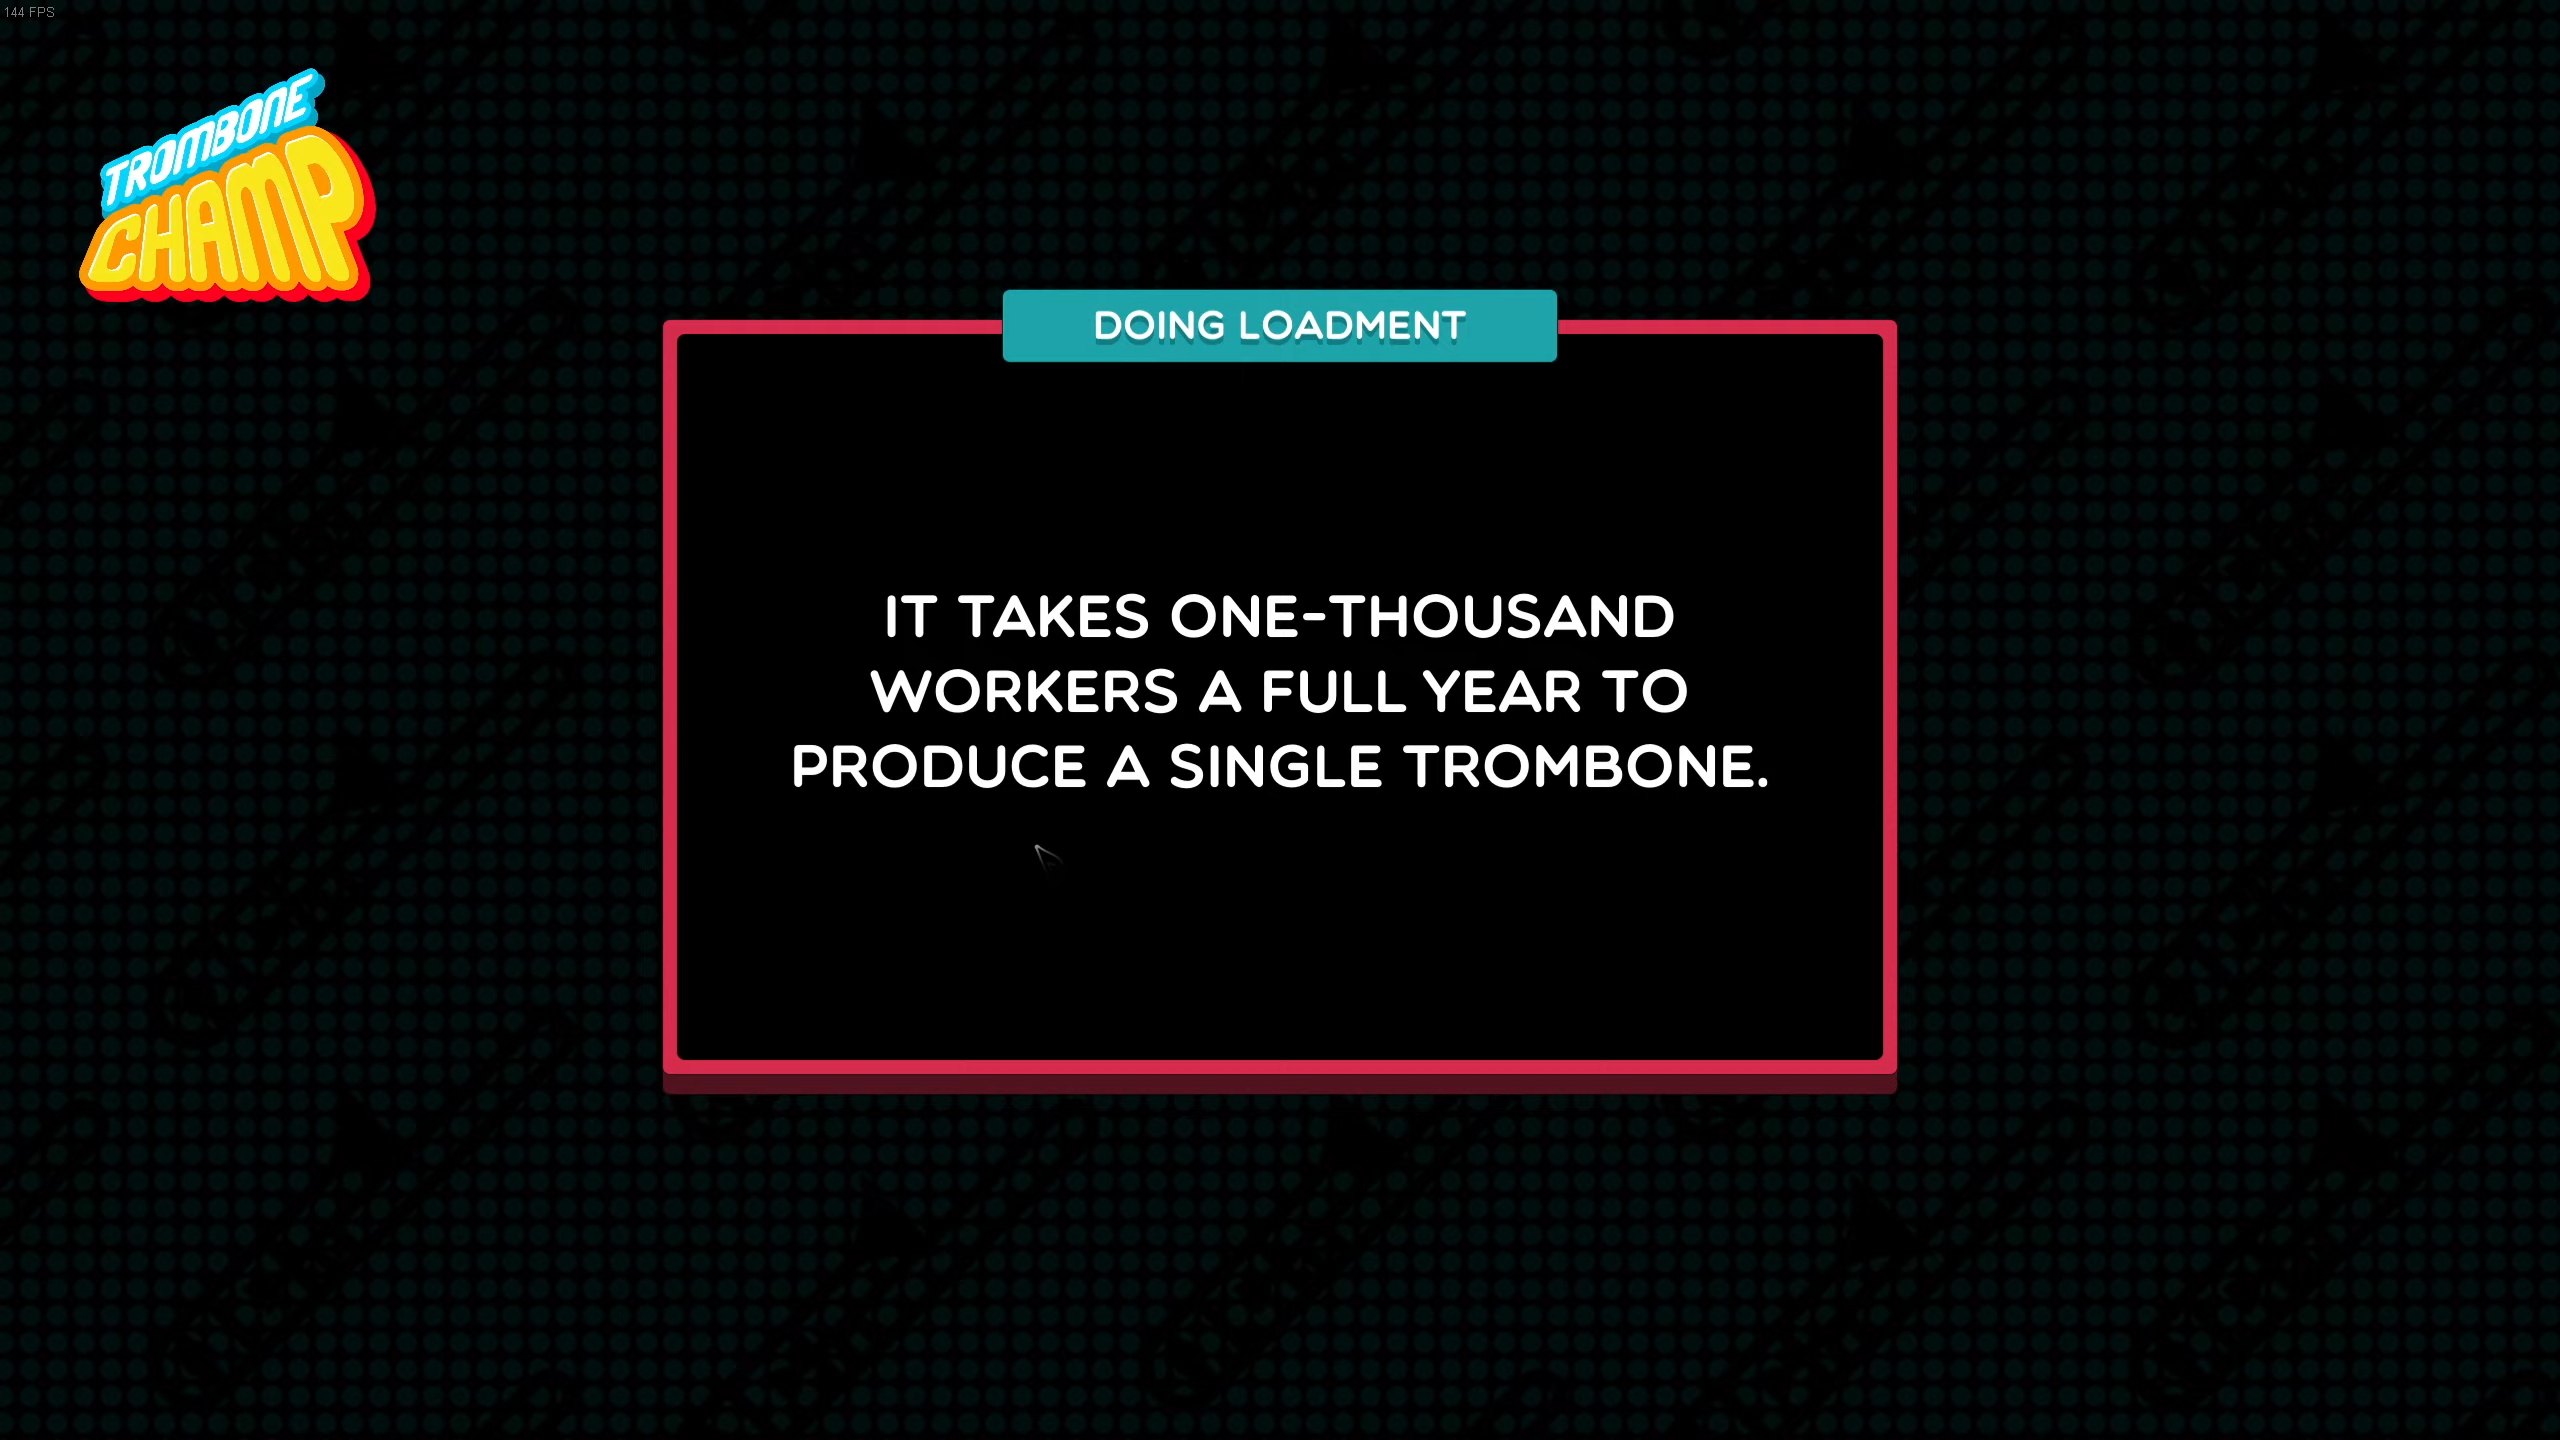 144 FPS
TROMBONE
CHAMP
DOING LOADMENT
IT TAKES ONE-THOUSAND
WORKERS A FULL YEAR TO
PRODUCE A SINGLE TROMBONE.